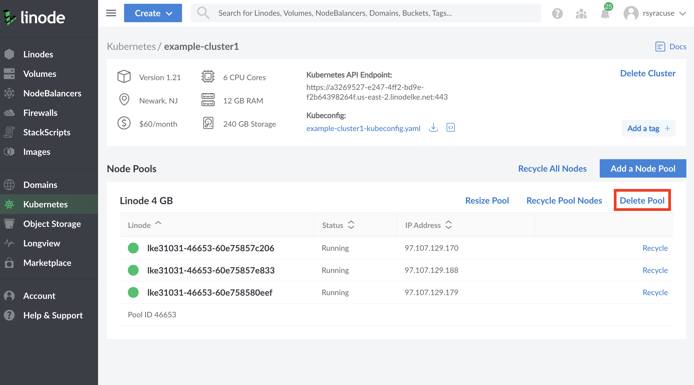 linode
Create
Search for Linodes, Volumes, NodeBalancers, Domains, Buckets, Tags...
25
rsyracuse
Linodes
Volumes
NodeBalancers
Firewalls
StackScripts
Images
Domains
Kubernetes
Object Storage
Longview
Marketplace
Account
Help & Support
Kubernetes / example-cluster1
Docs
Version 1.21
6 CPU Cores
Newark, NJ
12 GB RAM
$60/month
240 GB Storage
Kubernetes API Endpoint:
https://a3269527-e247-4ff2-bd9e-
f2b64398264f.us-east-2.linodelke.net:443
Kubeconfig:
example-cluster1-kubeconfig.yaml
Delete Cluster
Add a tag +
Node Pools
Recycle All Nodes
Add a Node Pool
Linode 4 GB
Resize Pool
Recycle Pool Nodes
Delete Pool
Linode Status IP Address
lke31031-46653-60e75857c206 Running 97.107.129.170 Recycle
lke31031-46653-60e75857e833 Running 97.107.129.188 Recycle
lke31031-46653-60e758580eef Running 97.107.129.179 Recycle
Pool ID 46653